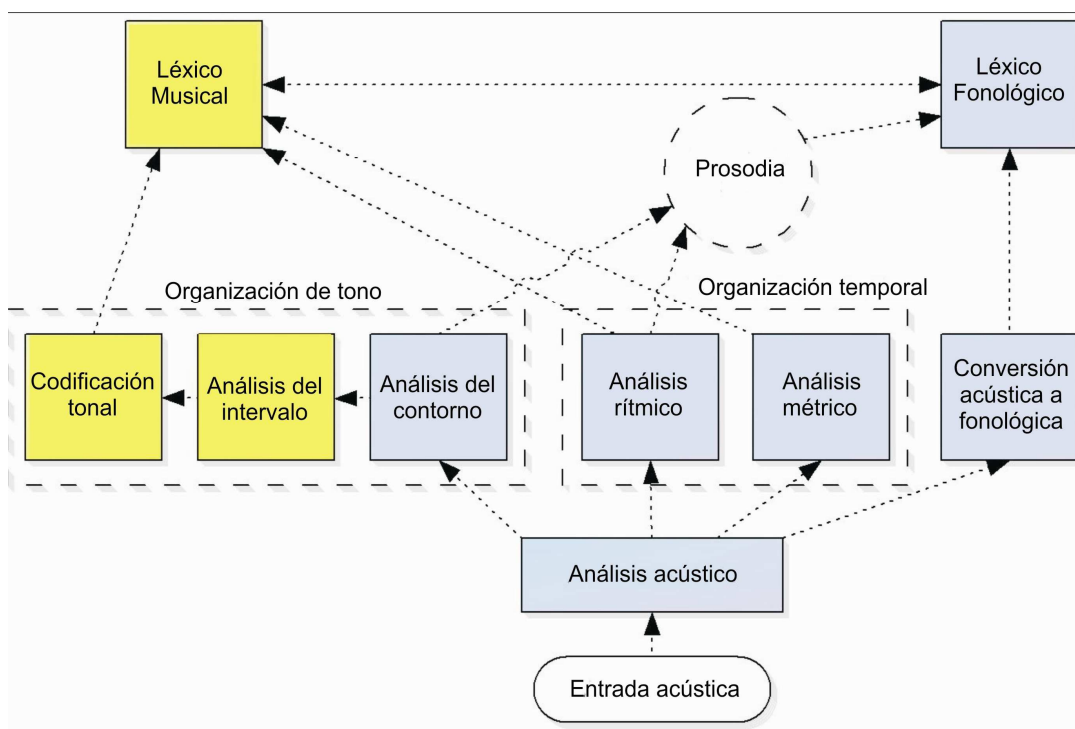 Léxico
Musical
Léxico
Fonológico
Prosodia
Organización de tono
Organización temporal
Codificación
tonal
Análisis del
intervalo
Análisis del
contorno
Análisis
rítmico
Análisis
métrico
Conversión
acústica a
fonológica
Análisis acústico
Entrada acústica